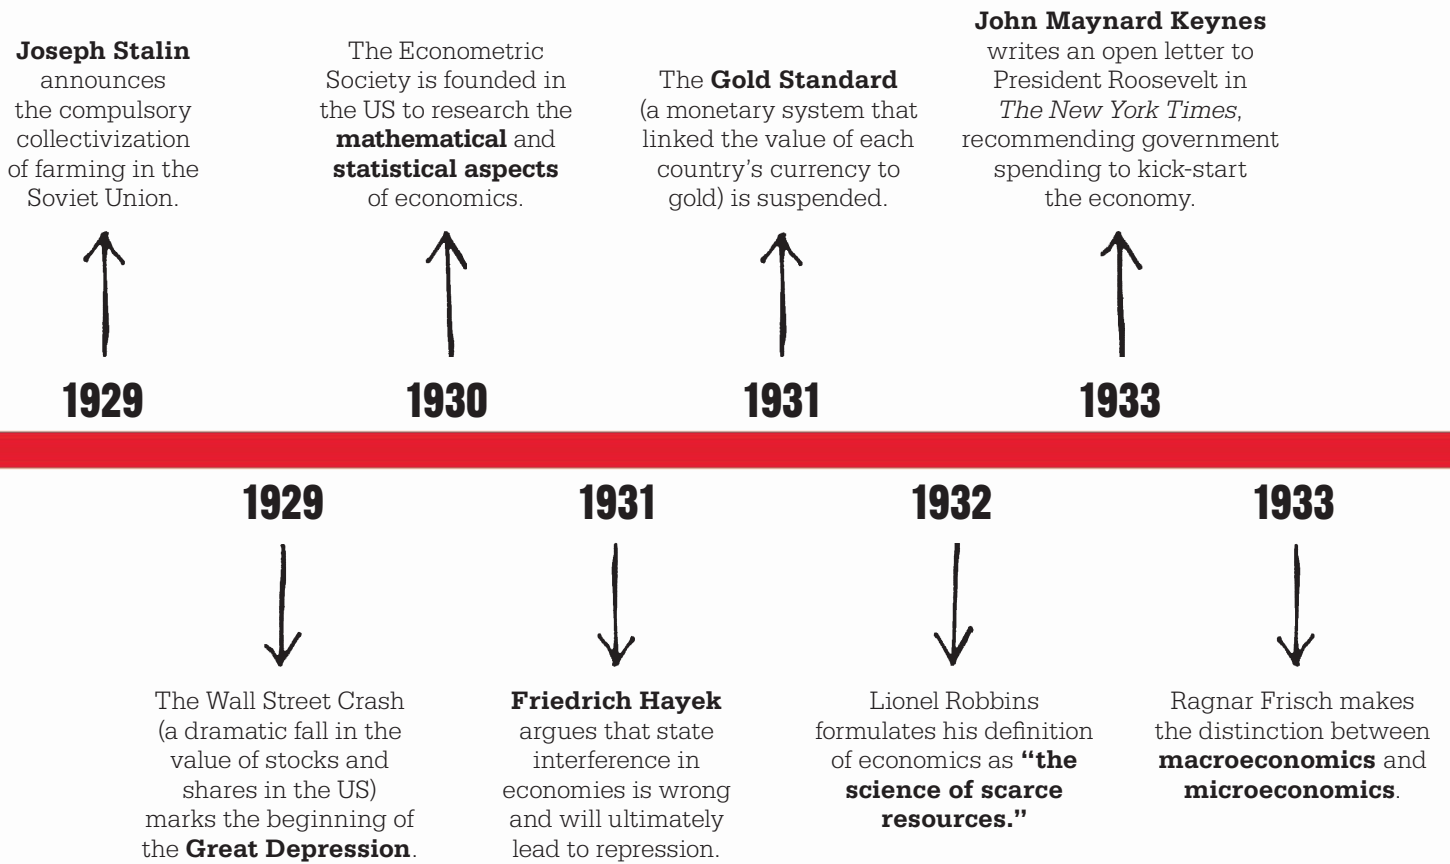 Joseph Stalin
announces
the compulsory
collectivization
of farming in the
Soviet Union.
The Econometric
Society is founded in
the US to research the
mathematical and
statistical aspects
of economics.
The Gold Standard
(a monetary system that
linked the value of each
country’s currency to
gold) is suspended.
John Maynard Keynes
writes an open letter to
President Roosevelt in
The New York Times,
recommending government
spending to kick-start
the economy.
1929
1930
1931
1933
1929
1931
1932
1933
The Wall Street Crash
(a dramatic fall in the
value of stocks and
shares in the US)
marks the beginning of
the Great Depression.
Friedrich Hayek
argues that state
interference in
economies is wrong
and will ultimately
lead to repression.
Lionel Robbins
formulates his definition
of economics as “the
science of scarce
resources.”
Ragnar Frisch makes
the distinction between
macroeconomics and
microeconomics.